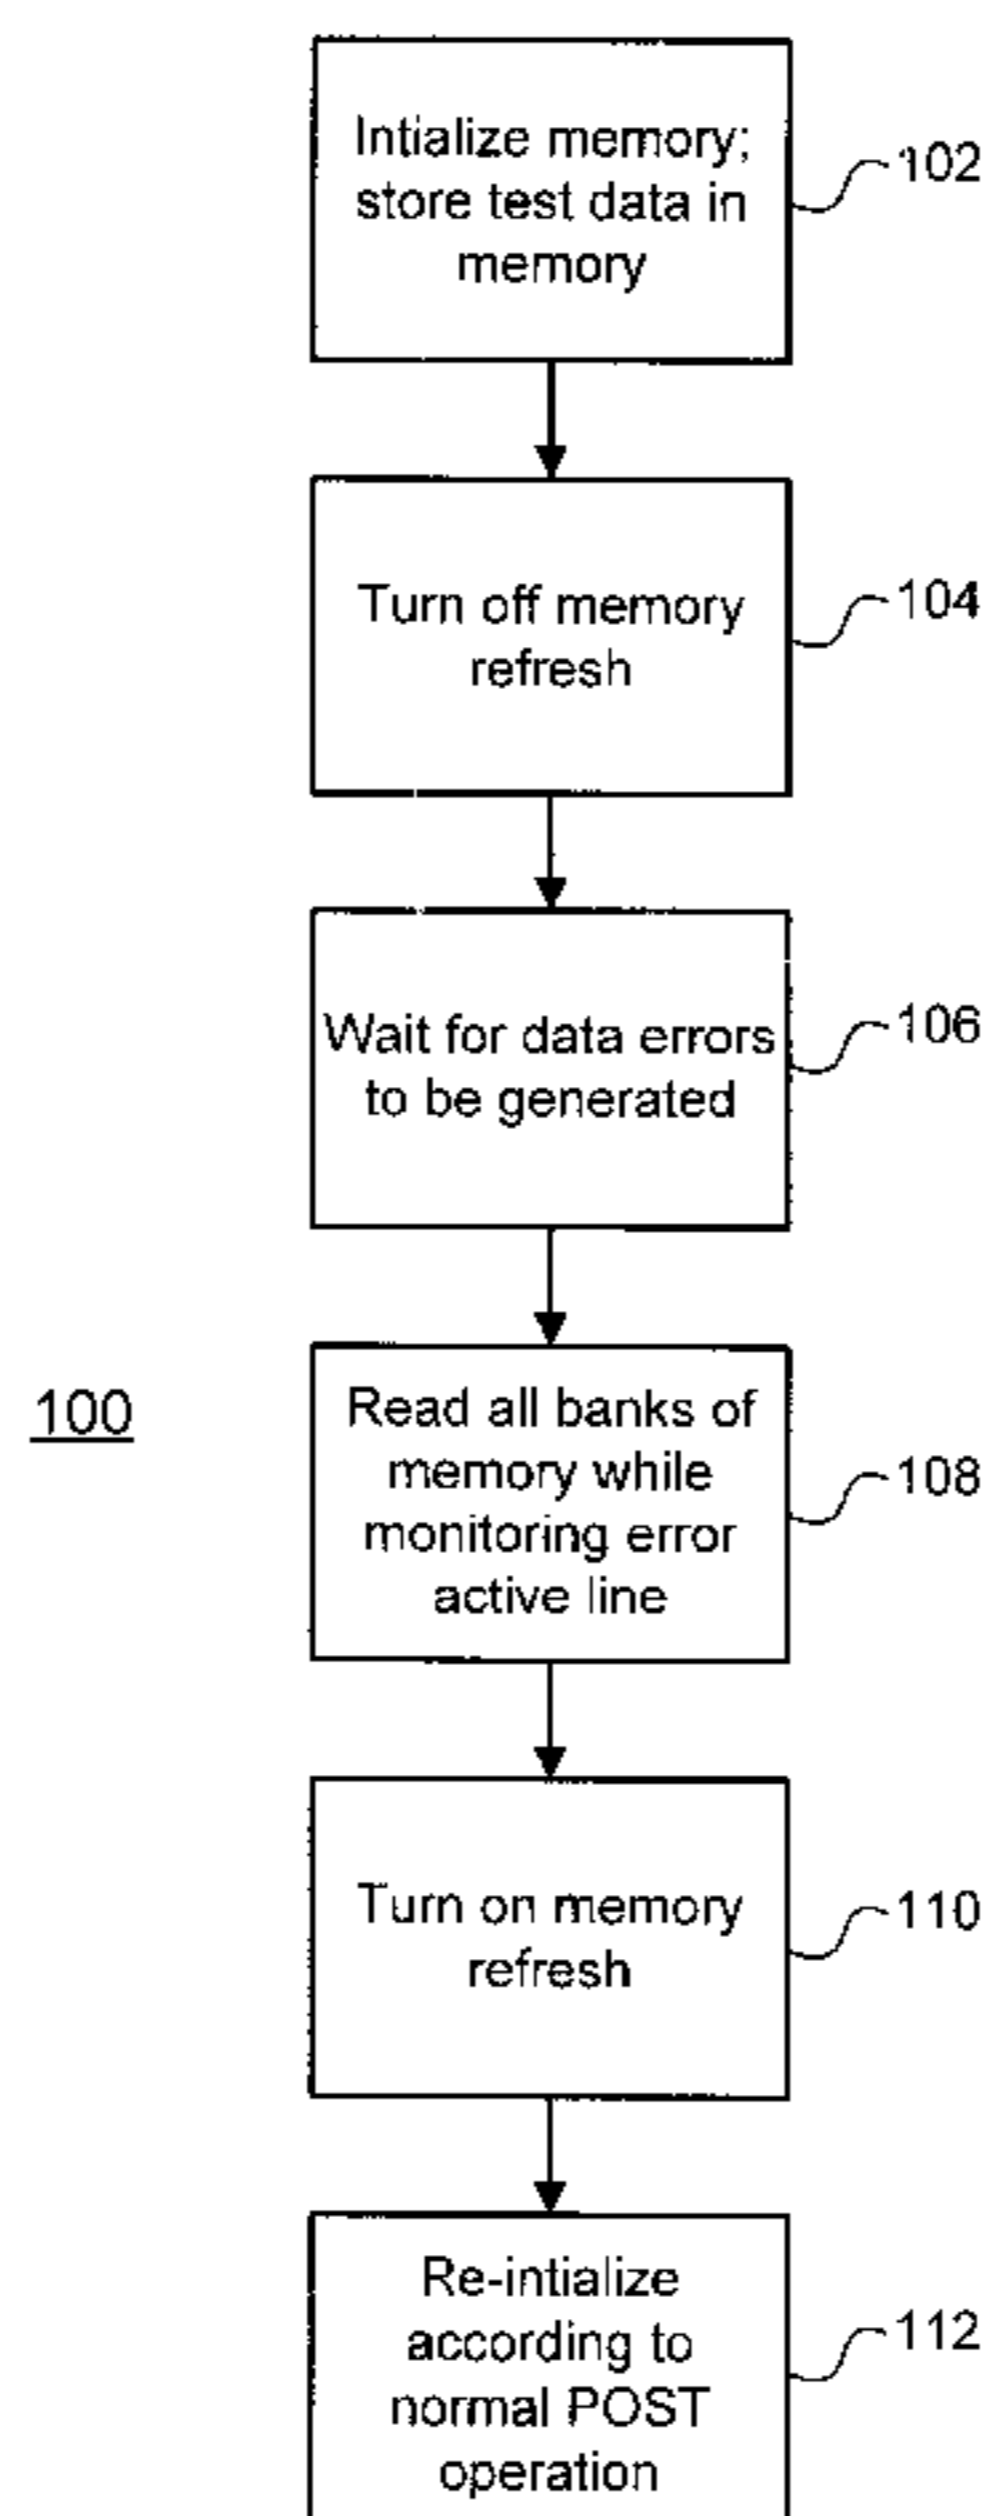 Intialize memory;
store test data in
memory
102
Turn off memory
refresh
104
Wait for data errors
to be generated
106
100
Read all banks of
memory while
monitoring error
active line
108
Turn on memory
refresh
110
Re-intialize
according to
normal POST
operation
112